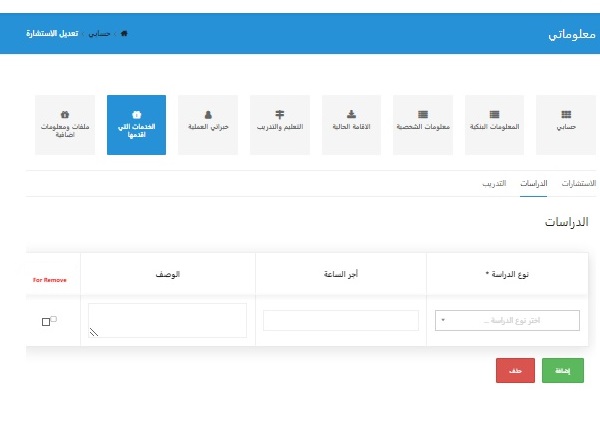 معلوماتي
حسابي
تعديل الاستشارة
حسابي
المعلومات البنكية
معلومات الشخصية
الاقامة الحالية
التعليم والتدريب
خبراتي العملية
الخدمات التي
اقدمها
ملفات ومعلومات
اضافية
الاستشارات
الدراسات
التدريب
الدراسات
نوع الدراسة *
أجر الساعة
الوصف
For Remove
اختر نوع الدراسة ...
إضافة
حذف